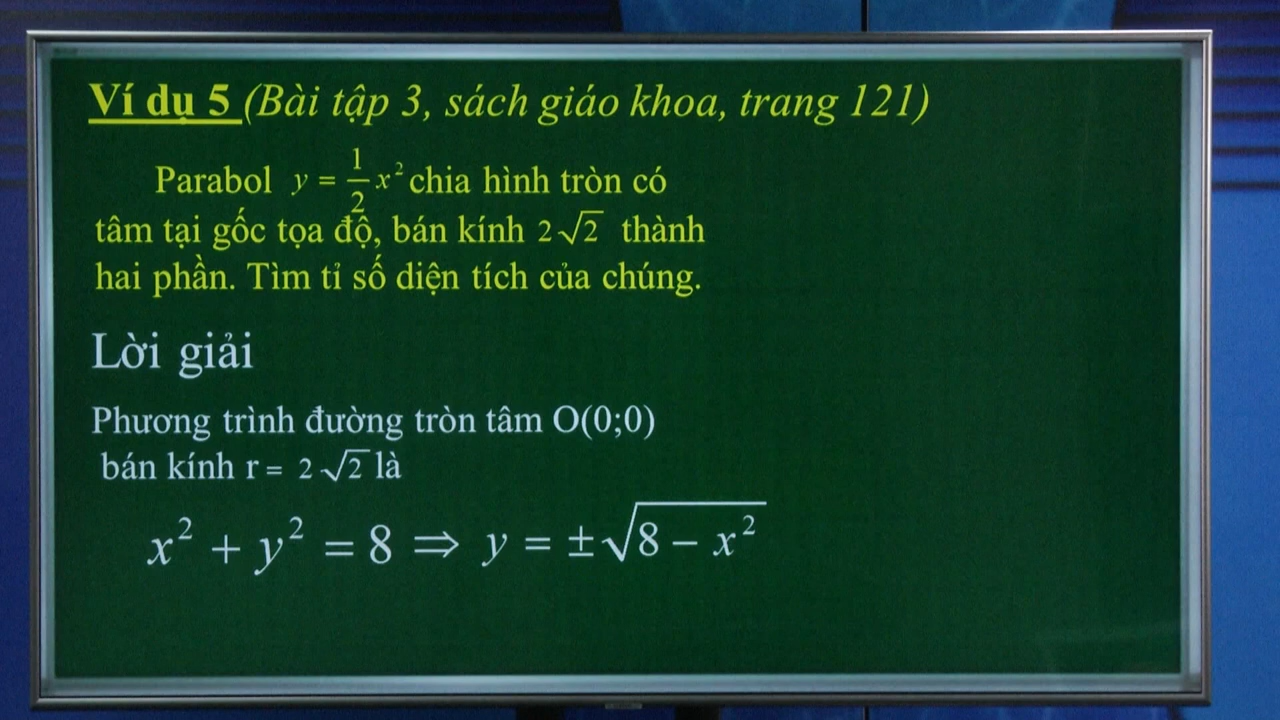 Ví dụ 5 (Bài tập 3, sách giáo khoa, trang 121)
Parabol y = 1/2 x² chia hình tròn có
tâm tại gốc tọa độ, bán kính 2√2 thành
hai phần. Tìm tỉ số diện tích của chúng.
Lời giải
Phương trình đường tròn tâm O(0;0)
bán kính r = 2√2 là
x² + y² = 8 ⇒ y = ±√(8 − x²)